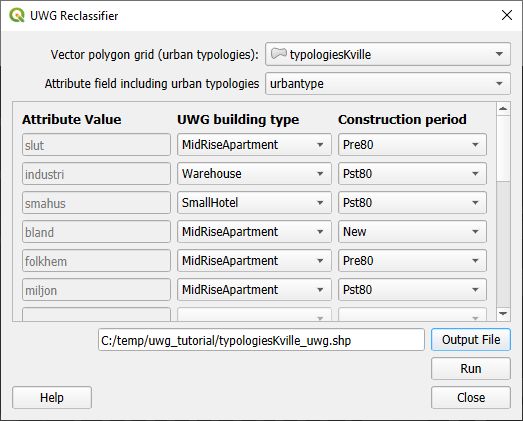 UWG Reclassifier
Vector polygon grid (urban typologies): typologiesKville
Attribute field including urban typologies urbantype
Attribute Value UWG building type Construction period
slut MidRiseApartment Pre80
industri Warehouse Pst80
smahus SmallHotel Pst80
bland MidRiseApartment New
folkhem MidRiseApartment Pre80
miljon MidRiseApartment Pst80
C:/temp/uwg_tutorial/typologiesKville_uwg.shp Output File
Run
Help Close